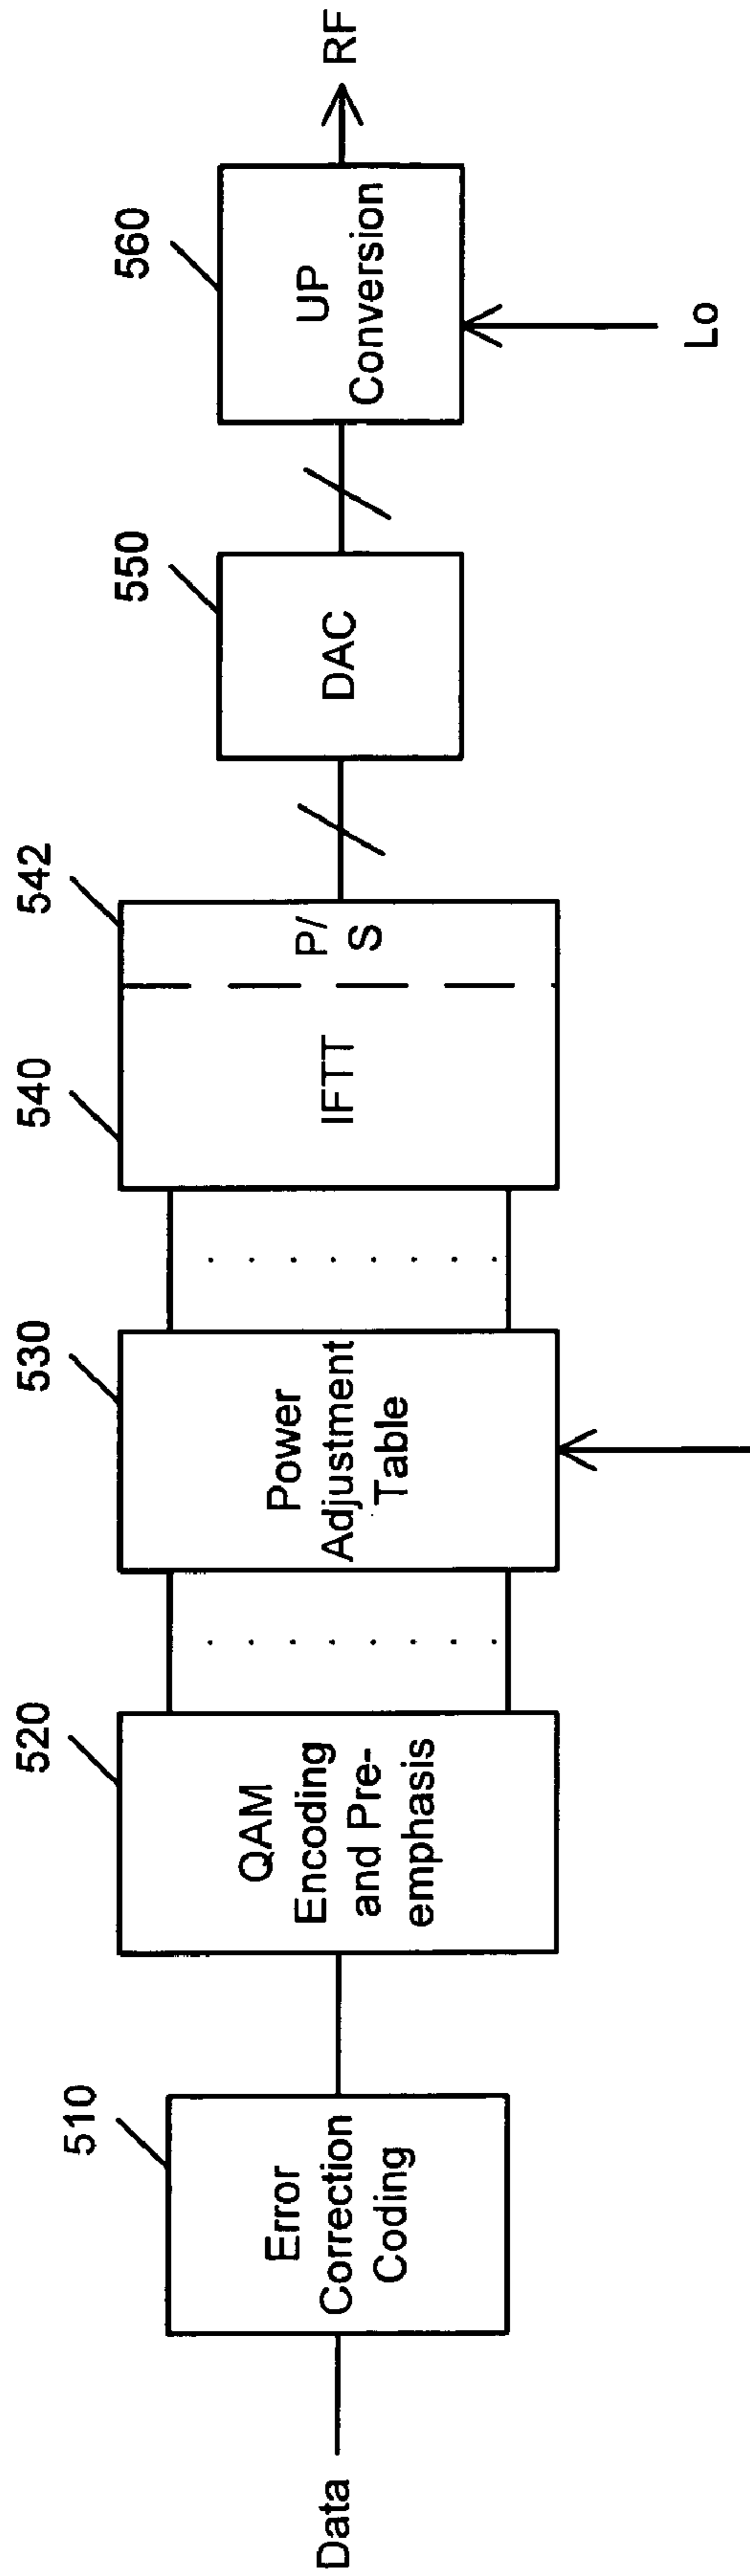 Data
510
Error
Correction
Coding
520
QAM
Encoding
and Pre-
emphasis
530
Power
Adjustment
Table
540
IFTT
542
P/
S
550
DAC
560
UP
Conversion
RF
Lo